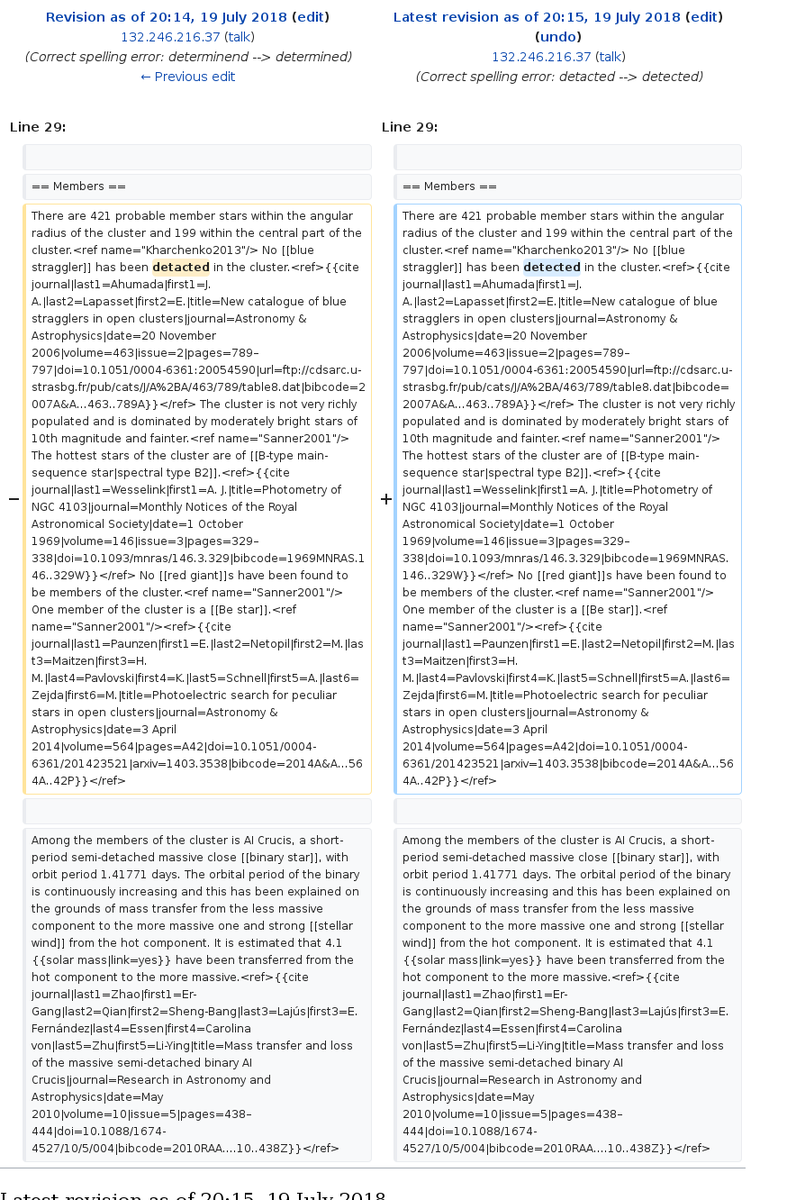 Revision as of 20:14, 19 July 2018 (edit)
132.246.216.37 (talk)
(Correct spelling error: determinend --> determined)
← Previous edit
Latest revision as of 20:15, 19 July 2018 (edit)
(undo)
132.246.216.37 (talk)
(Correct spelling error: detacted --> detected)
Line 29:
Line 29:
== Members ==
== Members ==
−
There are 421 probable member stars within the angular
radius of the cluster and 199 within the central part of the
cluster.<ref name="Kharchenko2013"/> No [[blue
straggler]] has been detacted in the cluster.<ref>{{cite
journal|last1=Ahumada|first1=J.
A.|last2=Lapasset|first2=E.|title=New catalogue of blue
stragglers in open clusters|journal=Astronomy &
Astrophysics|date=20 November
2006|volume=463|issue=2|pages=789–
797|doi=10.1051/0004-6361:20054590|url=ftp://cdsarc.u-
strasbg.fr/pub/cats/J/A%2BA/463/789/table8.dat|bibcode=2
007A&A...463..789A}}</ref> The cluster is not very richly
populated and is dominated by moderately bright stars of
10th magnitude and fainter.<ref name="Sanner2001"/>
The hottest stars of the cluster are of [[B-type main-
sequence star|spectral type B2]].<ref>{{cite
journal|last1=Wesselink|first1=A. J.|title=Photometry of
NGC 4103|journal=Monthly Notices of the Royal
Astronomical Society|date=1 October
1969|volume=146|issue=3|pages=329–
338|doi=10.1093/mnras/146.3.329|bibcode=1969MNRAS.1
46..329W}}</ref> No [[red giant]]s have been found to
be members of the cluster.<ref name="Sanner2001"/>
One member of the cluster is a [[Be star]].<ref
name="Sanner2001"/><ref>{{cite
journal|last1=Paunzen|first1=E.|last2=Netopil|first2=M.|las
t3=Maitzen|first3=H.
M.|last4=Pavlovski|first4=K.|last5=Schnell|first5=A.|last6=
Zejda|first6=M.|title=Photoelectric search for peculiar
stars in open clusters|journal=Astronomy &
Astrophysics|date=3 April
2014|volume=564|pages=A42|doi=10.1051/0004-
6361/201423521|arxiv=1403.3538|bibcode=2014A&A...56
4A..42P}}</ref>
+
There are 421 probable member stars within the angular
radius of the cluster and 199 within the central part of the
cluster.<ref name="Kharchenko2013"/> No [[blue
straggler]] has been detected in the cluster.<ref>{{cite
journal|last1=Ahumada|first1=J.
A.|last2=Lapasset|first2=E.|title=New catalogue of blue
stragglers in open clusters|journal=Astronomy &
Astrophysics|date=20 November
2006|volume=463|issue=2|pages=789–
797|doi=10.1051/0004-6361:20054590|url=ftp://cdsarc.u-
strasbg.fr/pub/cats/J/A%2BA/463/789/table8.dat|bibcode=
2007A&A...463..789A}}</ref> The cluster is not very richly
populated and is dominated by moderately bright stars of
10th magnitude and fainter.<ref name="Sanner2001"/>
The hottest stars of the cluster are of [[B-type main-
sequence star|spectral type B2]].<ref>{{cite
journal|last1=Wesselink|first1=A. J.|title=Photometry of
NGC 4103|journal=Monthly Notices of the Royal
Astronomical Society|date=1 October
1969|volume=146|issue=3|pages=329–
338|doi=10.1093/mnras/146.3.329|bibcode=1969MNRAS.
146..329W}}</ref> No [[red giant]]s have been found to
be members of the cluster.<ref name="Sanner2001"/>
One member of the cluster is a [[Be star]].<ref
name="Sanner2001"/><ref>{{cite
journal|last1=Paunzen|first1=E.|last2=Netopil|first2=M.|las
t3=Maitzen|first3=H.
M.|last4=Pavlovski|first4=K.|last5=Schnell|first5=A.|last6=
Zejda|first6=M.|title=Photoelectric search for peculiar
stars in open clusters|journal=Astronomy &
Astrophysics|date=3 April
2014|volume=564|pages=A42|doi=10.1051/0004-
6361/201423521|arxiv=1403.3538|bibcode=2014A&A...56
4A..42P}}</ref>
Among the members of the cluster is AI Crucis, a short-
period semi-detached massive close [[binary star]], with
orbit period 1.41771 days. The orbital period of the binary
is continuously increasing and this has been explained on
the grounds of mass transfer from the less massive
component to the more massive one and strong [[stellar
wind]] from the hot component. It is estimated that 4.1
{{solar mass|link=yes}} have been transferred from the
hot component to the more massive.<ref>{{cite
journal|last1=Zhao|first1=Er-
Gang|last2=Qian|first2=Sheng-Bang|last3=Lajús|first3=E.
Fernández|last4=Essen|first4=Carolina
von|last5=Zhu|first5=Li-Ying|title=Mass transfer and loss
of the massive semi-detached binary AI
Crucis|journal=Research in Astronomy and
Astrophysics|date=May
2010|volume=10|issue=5|pages=438–
444|doi=10.1088/1674-
4527/10/5/004|bibcode=2010RAA....10..438Z}}</ref>
Among the members of the cluster is AI Crucis, a short-
period semi-detached massive close [[binary star]], with
orbit period 1.41771 days. The orbital period of the binary
is continuously increasing and this has been explained on
the grounds of mass transfer from the less massive
component to the more massive one and strong [[stellar
wind]] from the hot component. It is estimated that 4.1
{{solar mass|link=yes}} have been transferred from the
hot component to the more massive.<ref>{{cite
journal|last1=Zhao|first1=Er-
Gang|last2=Qian|first2=Sheng-Bang|last3=Lajús|first3=E.
Fernández|last4=Essen|first4=Carolina
von|last5=Zhu|first5=Li-Ying|title=Mass transfer and loss
of the massive semi-detached binary AI
Crucis|journal=Research in Astronomy and
Astrophysics|date=May
2010|volume=10|issue=5|pages=438–
444|doi=10.1088/1674-
4527/10/5/004|bibcode=2010RAA....10..438Z}}</ref>
Latest revision as of 20:15, 19 July 2018